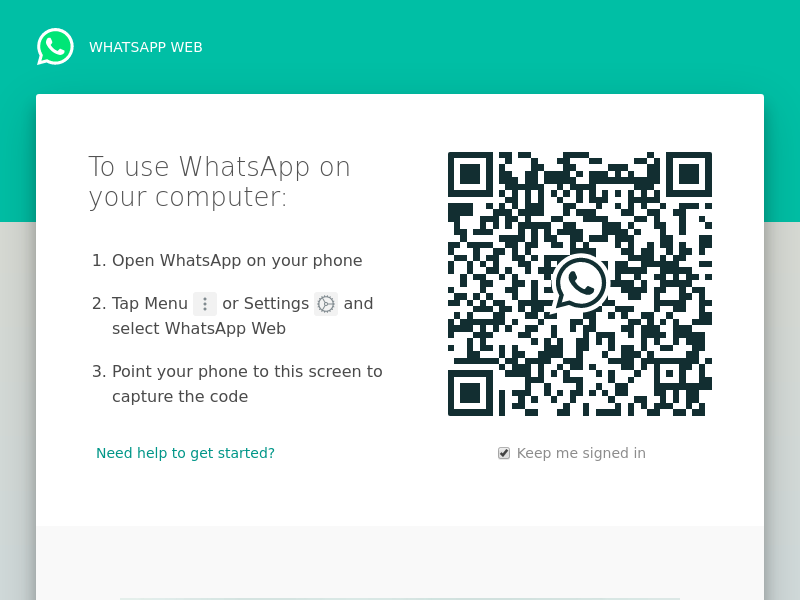 WHATSAPP WEB
To use WhatsApp on
your computer:
1. Open WhatsApp on your phone
2. Tap Menu or Settings and
select WhatsApp Web
3. Point your phone to this screen to
capture the code
Need help to get started?
Keep me signed in